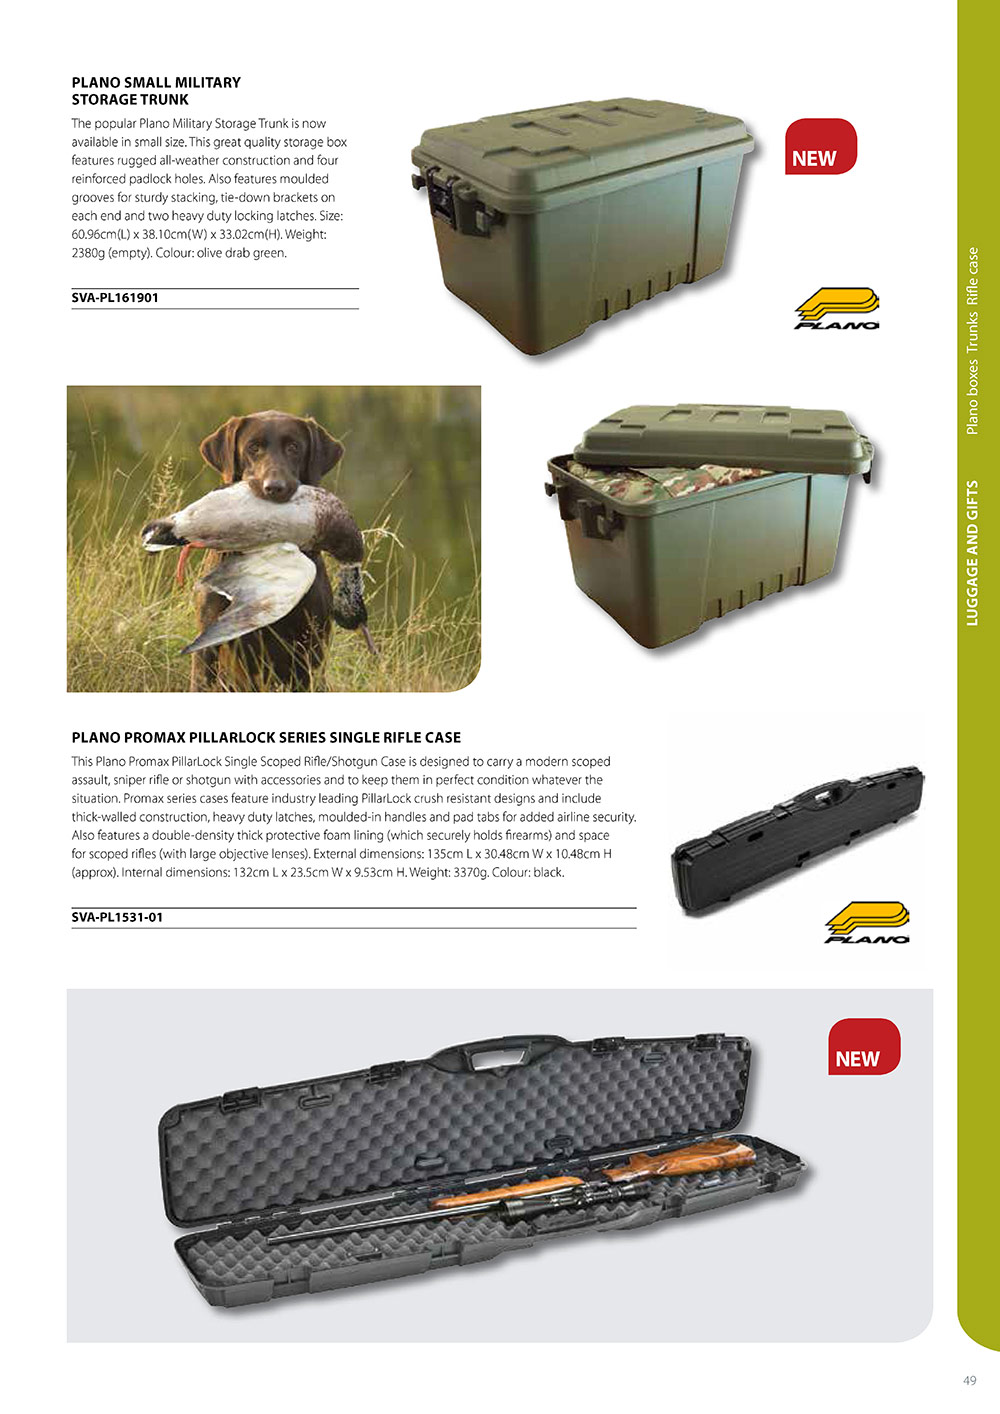 PLANO SMALL MILITARY
STORAGE TRUNK
The popular Plano Military Storage Trunk is now
available in small size. This great quality storage box
features rugged all-weather construction and four
reinforced padlock holes. Also features moulded
grooves for sturdy stacking, tie-down brackets on
each end and two heavy duty locking latches. Size:
60.96cm(L) x 38.10cm(W) x 33.02cm(H). Weight:
2380g (empty). Colour: olive drab green.
SVA-PL161901
NEW
PLANO
PLANO PROMAX PILLARLOCK SERIES SINGLE RIFLE CASE
This Plano Promax PillarLock Single Scoped Rifle/Shotgun Case is designed to carry a modern scoped
assault, sniper rifle or shotgun with accessories and to keep them in perfect condition whatever the
situation. Promax series cases feature industry leading PillarLock crush resistant designs and include
thick-walled construction, heavy duty latches, moulded-in handles and pad tabs for added airline security.
Also features a double-density thick protective foam lining (which securely holds firearms) and space
for scoped rifles (with large objective lenses). External dimensions: 135cm L x 30.48cm W x 10.48cm H
(approx). Internal dimensions: 132cm L x 23.5cm W x 9.53cm H. Weight: 3370g. Colour: black.
SVA-PL1531-01
PLANO
NEW
LUGGAGE AND GIFTS Plano boxes Trunks Rifle case
49